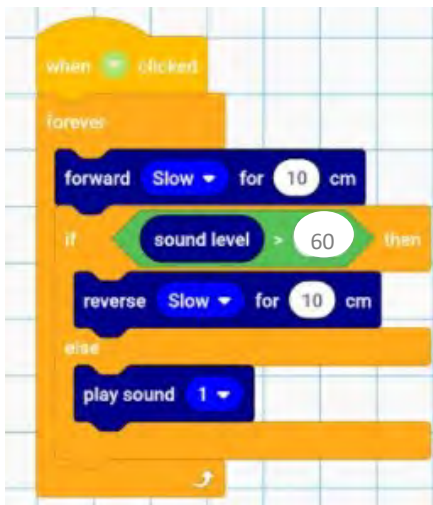 when clicked
forever
forward Slow for 10 cm
if sound level > 60 then
reverse Slow for 10 cm
else
play sound 1